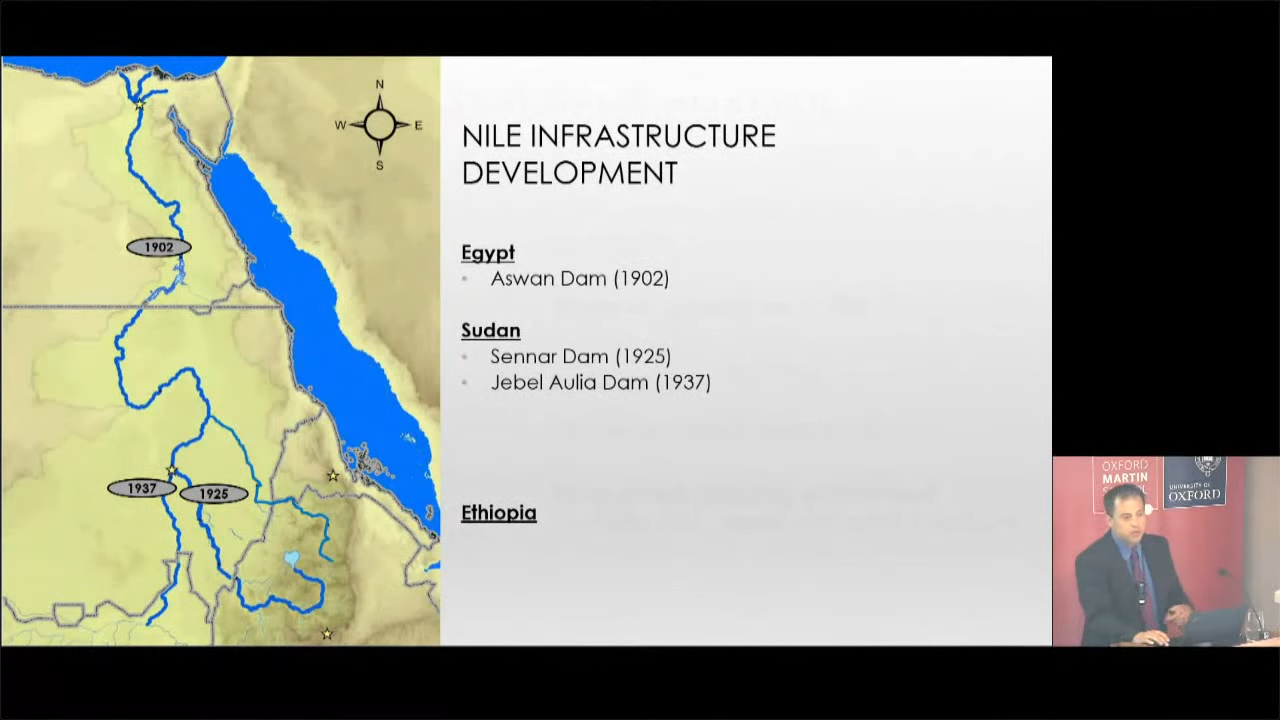 N
W E
S
1902
1937
1925
NILE INFRASTRUCTURE
DEVELOPMENT
Egypt
• Aswan Dam (1902)
Sudan
• Sennar Dam (1925)
• Jebel Aulia Dam (1937)
Ethiopia
OXFORD
MARTIN
UNIVERSITY OF
OXFORD